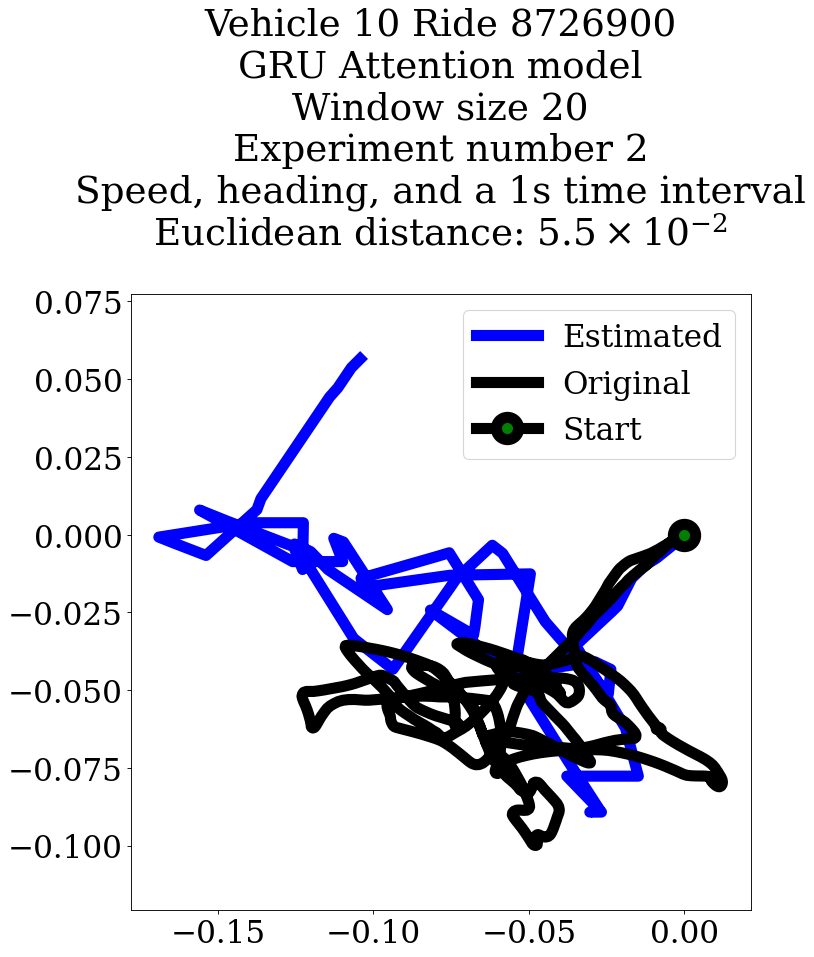 Vehicle 10 Ride 8726900
GRU Attention model
Window size 20
Experiment number 2
Speed, heading, and a 1s time interval
Euclidean distance: 5.5 × 10⁻²
Estimated
Original
Start
0.075
0.050
0.025
0.000
−0.025
−0.050
−0.075
−0.100
−0.15 −0.10 −0.05 0.00